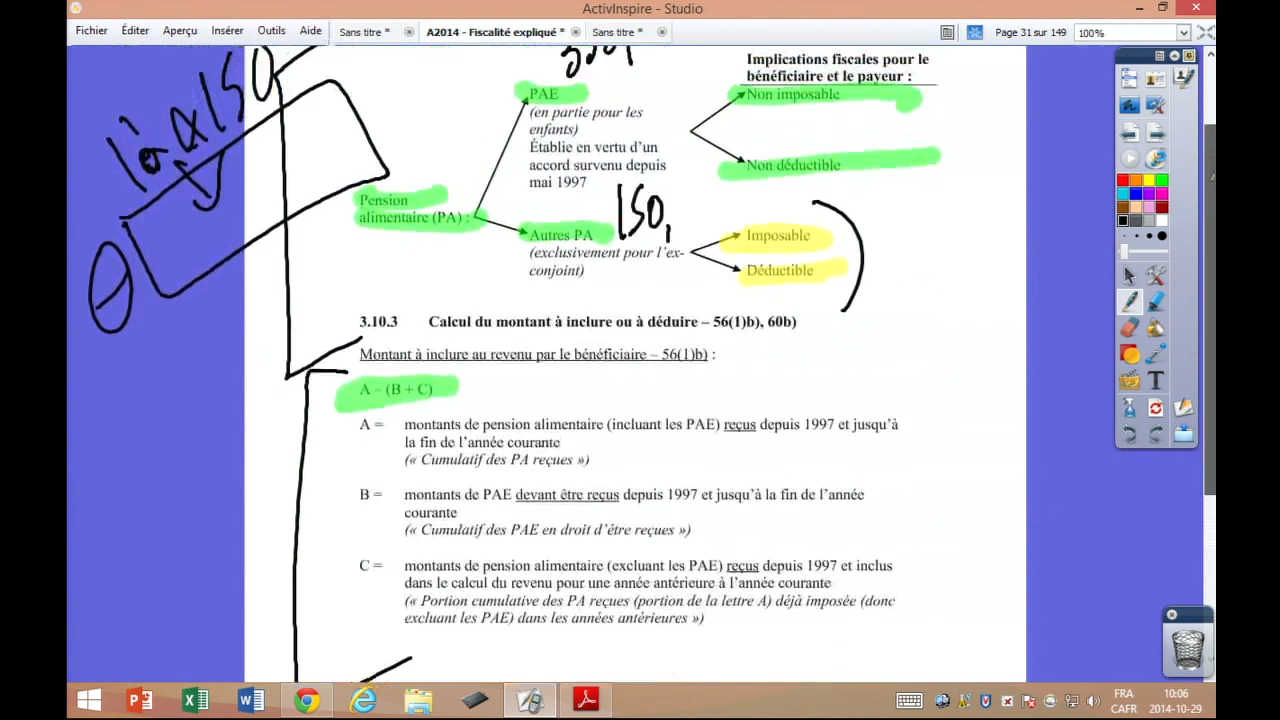 ActivInspire - Studio
Fichier Éditer Aperçu Insérer Outils Aide
Sans titre * A2014 - Fiscalité expliqué * Sans titre *
Page 31 sur 149 100%
Implications fiscales pour le
bénéficiaire et le payeur :
PAE
(en partie pour les
enfants)
Établie en vertu d'un
accord survenu depuis
mai 1997
Non imposable
Non déductible
Pension
alimentaire (PA) :
Autres PA
(exclusivement pour l'ex-
conjoint)
150
Imposable
Déductible
3.10.3 Calcul du montant à inclure ou à déduire – 56(1)b), 60b)
Montant à inclure au revenu par le bénéficiaire – 56(1)b) :
A – (B + C)
A = montants de pension alimentaire (incluant les PAE) reçus depuis 1997 et jusqu'à
la fin de l'année courante
(« Cumulatif des PA reçues »)
B = montants de PAE devant être reçus depuis 1997 et jusqu'à la fin de l'année
courante
(« Cumulatif des PAE en droit d'être reçues »)
C = montants de pension alimentaire (excluant les PAE) reçus depuis 1997 et inclus
dans le calcul du revenu pour une année antérieure à l'année courante
(« Portion cumulative des PA reçues (portion de la lettre A) déjà imposée (donc
excluant les PAE) dans les années antérieures »)
FRA
CAFR
10:06
2014-10-29